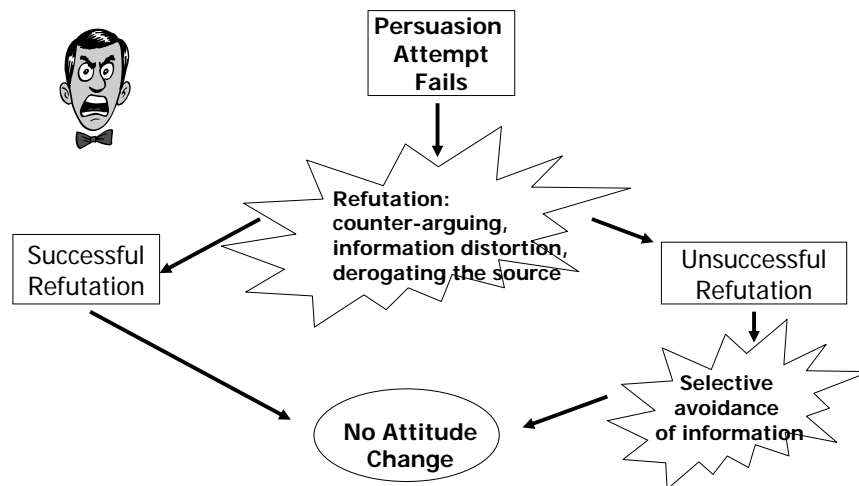 Persuasion
Attempt
Fails
Refutation:
counter-arguing,
information distortion,
derogating the source
Successful
Refutation
Unsuccessful
Refutation
Selective
avoidance
of information
No Attitude
Change